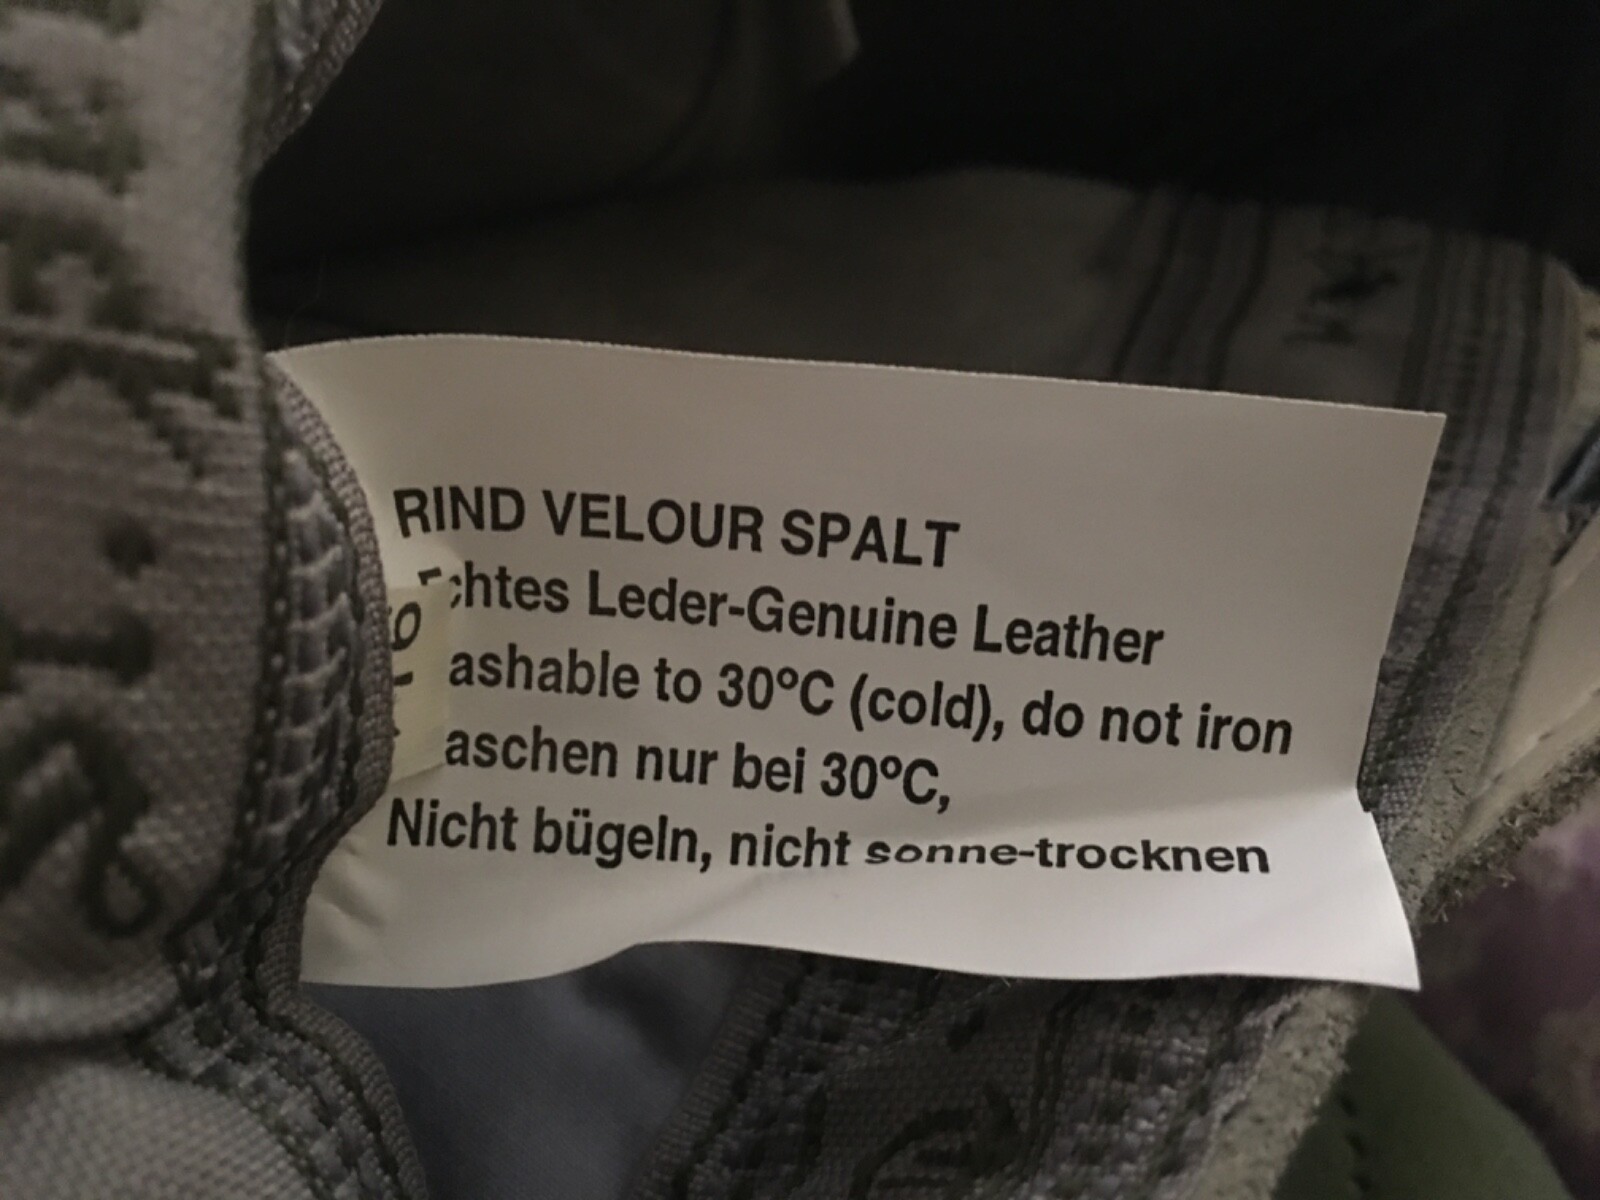 RIND VELOUR SPALT
Echtes Leder-Genuine Leather
ashable to 30°C (cold), do not iron
aschen nur bei 30°C,
Nicht bügeln, nicht sonne-trocknen